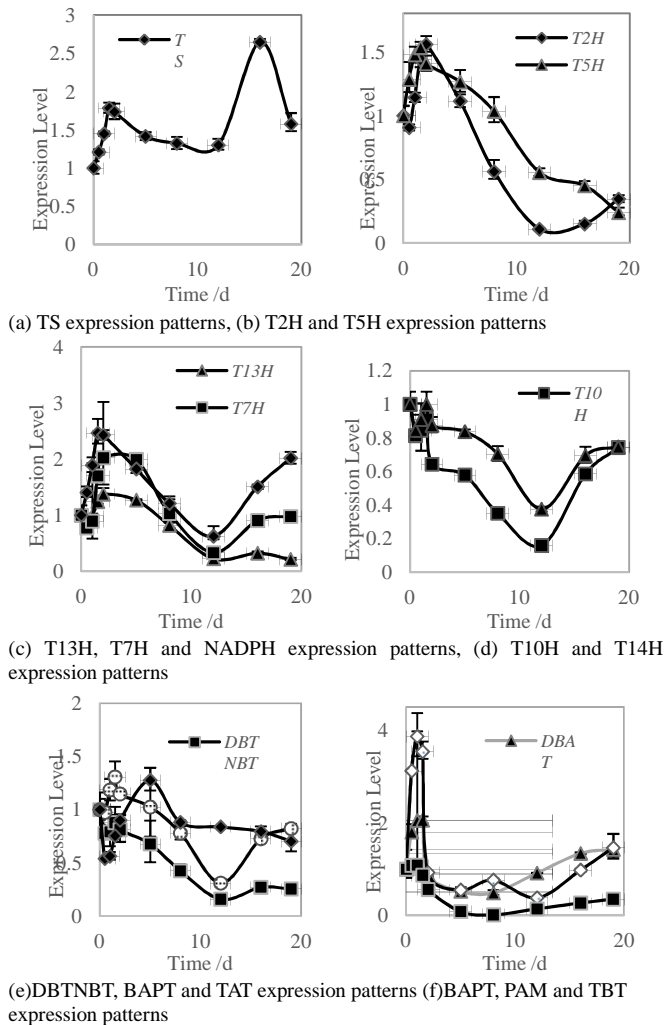 3
2.5
2
1.5
1
0.5
0
0
10
20
Expression Level
Time /d
T
S
1.5
1
0.5
0
0
10
20
Expression Level
Time /d
T2H
T5H
(a) TS expression patterns, (b) T2H and T5H expression patterns
4
3
2
1
0
0
10
20
Expression Level
Time /d
T13H
T7H
1.2
1
0.8
0.6
0.4
0.2
0
0
10
20
Expression Level
Time /d
T10
H
(c) T13H, T7H and NADPH expression patterns, (d) T10H and T14H
expression patterns
2
1.5
1
0.5
0
0
10
20
Expression Level
Time /d
DBT
NBT
4
2
0
0
10
20
Expression Level
Time /d
DBA
T
(e)DBTNBT, BAPT and TAT expression patterns (f)BAPT, PAM and TBT
expression patterns